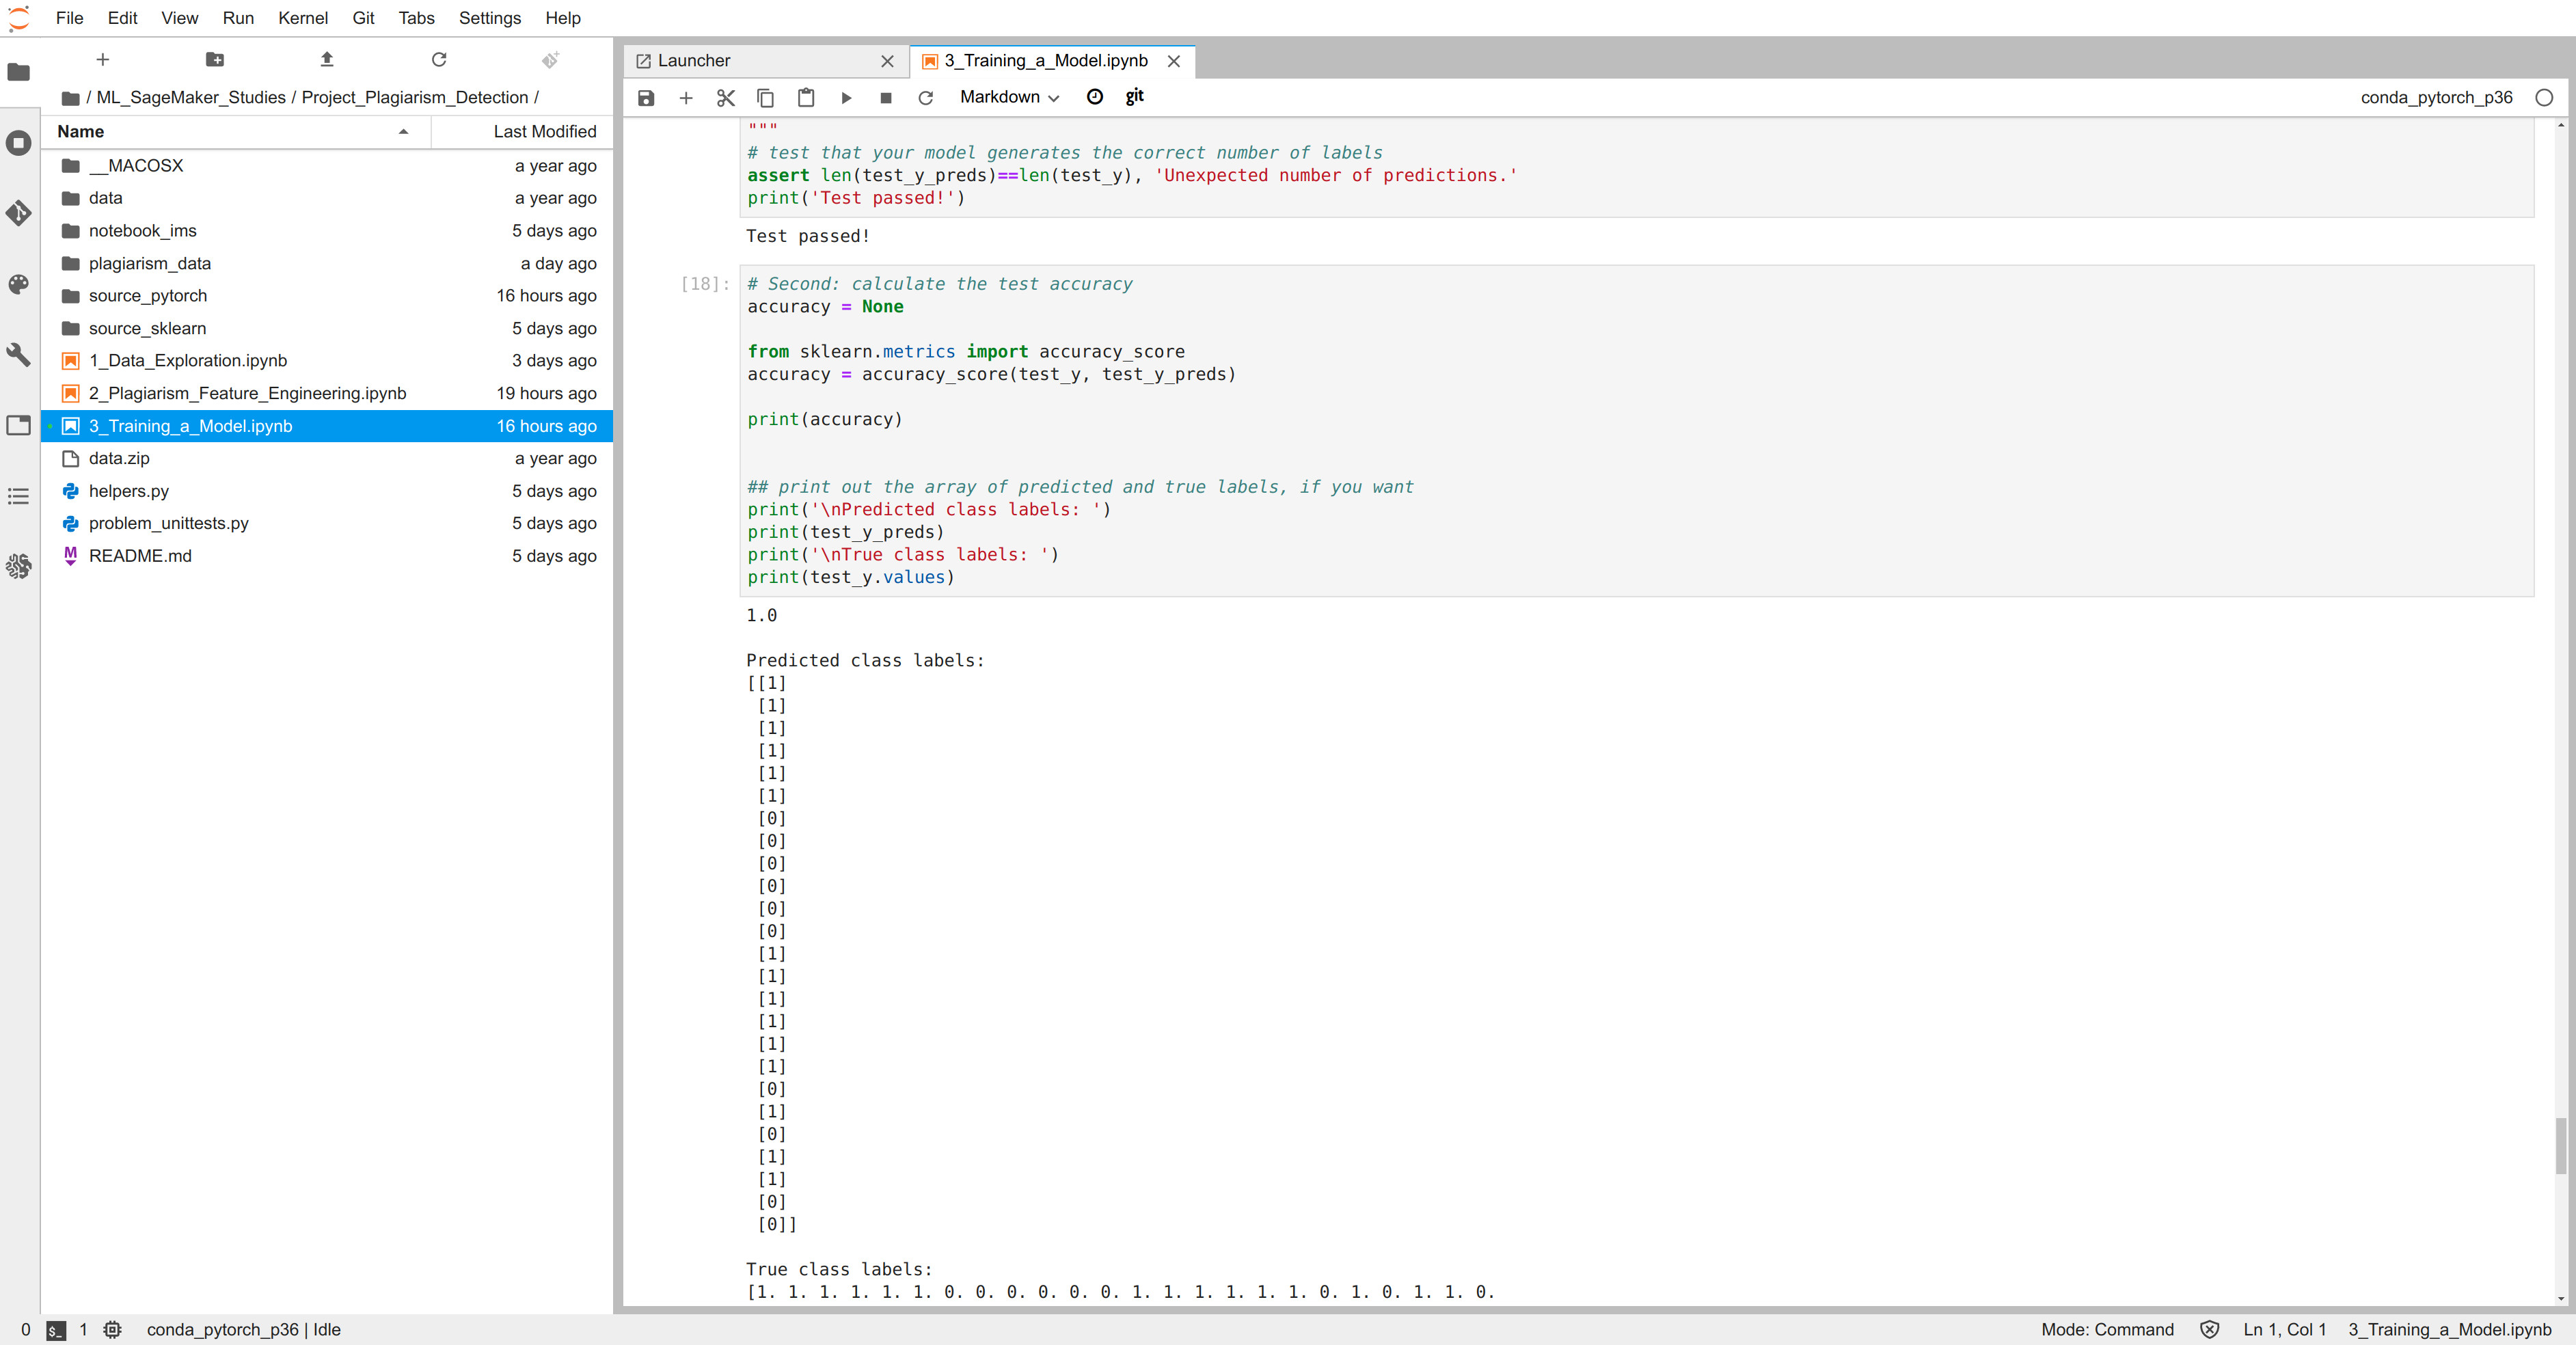 File Edit View Run Kernel Git Tabs Settings Help
/ ML_SageMaker_Studies / Project_Plagiarism_Detection /
Name Last Modified
__MACOSX a year ago
data a year ago
notebook_ims 5 days ago
plagiarism_data a day ago
source_pytorch 16 hours ago
source_sklearn 5 days ago
1_Data_Exploration.ipynb 3 days ago
2_Plagiarism_Feature_Engineering.ipynb 19 hours ago
3_Training_a_Model.ipynb 16 hours ago
data.zip a year ago
helpers.py 5 days ago
problem_unittests.py 5 days ago
README.md 5 days ago
Launcher 3_Training_a_Model.ipynb
Markdown git conda_pytorch_p36
"""
# test that your model generates the correct number of labels
assert len(test_y_preds)==len(test_y), 'Unexpected number of predictions.'
print('Test passed!')
Test passed!
[18]: # Second: calculate the test accuracy
accuracy = None
from sklearn.metrics import accuracy_score
accuracy = accuracy_score(test_y, test_y_preds)
print(accuracy)
## print out the array of predicted and true labels, if you want
print('\nPredicted class labels: ')
print(test_y_preds)
print('\nTrue class labels: ')
print(test_y.values)
1.0
Predicted class labels:
[[1]
[1]
[1]
[1]
[1]
[1]
[0]
[0]
[0]
[0]
[0]
[0]
[1]
[1]
[1]
[1]
[1]
[1]
[0]
[1]
[0]
[1]
[1]
[0]
[0]]
True class labels:
[1. 1. 1. 1. 1. 1. 0. 0. 0. 0. 0. 0. 1. 1. 1. 1. 1. 1. 0. 1. 0. 1. 1. 0.
0 $_ 1 conda_pytorch_p36 | Idle Mode: Command Ln 1, Col 1 3_Training_a_Model.ipynb